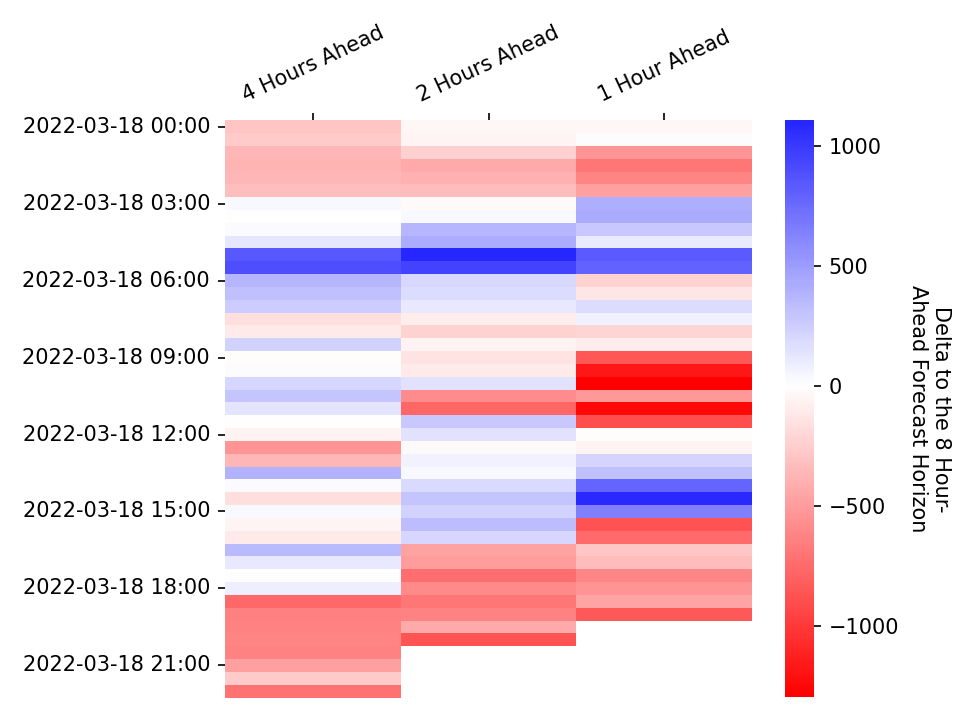 4 Hours Ahead
2 Hours Ahead
1 Hour Ahead
2022-03-18 00:00
2022-03-18 03:00
2022-03-18 06:00
2022-03-18 09:00
2022-03-18 12:00
2022-03-18 15:00
2022-03-18 18:00
2022-03-18 21:00
1000
500
0
−500
−1000
Delta to the 8 Hour-
Ahead Forecast Horizon